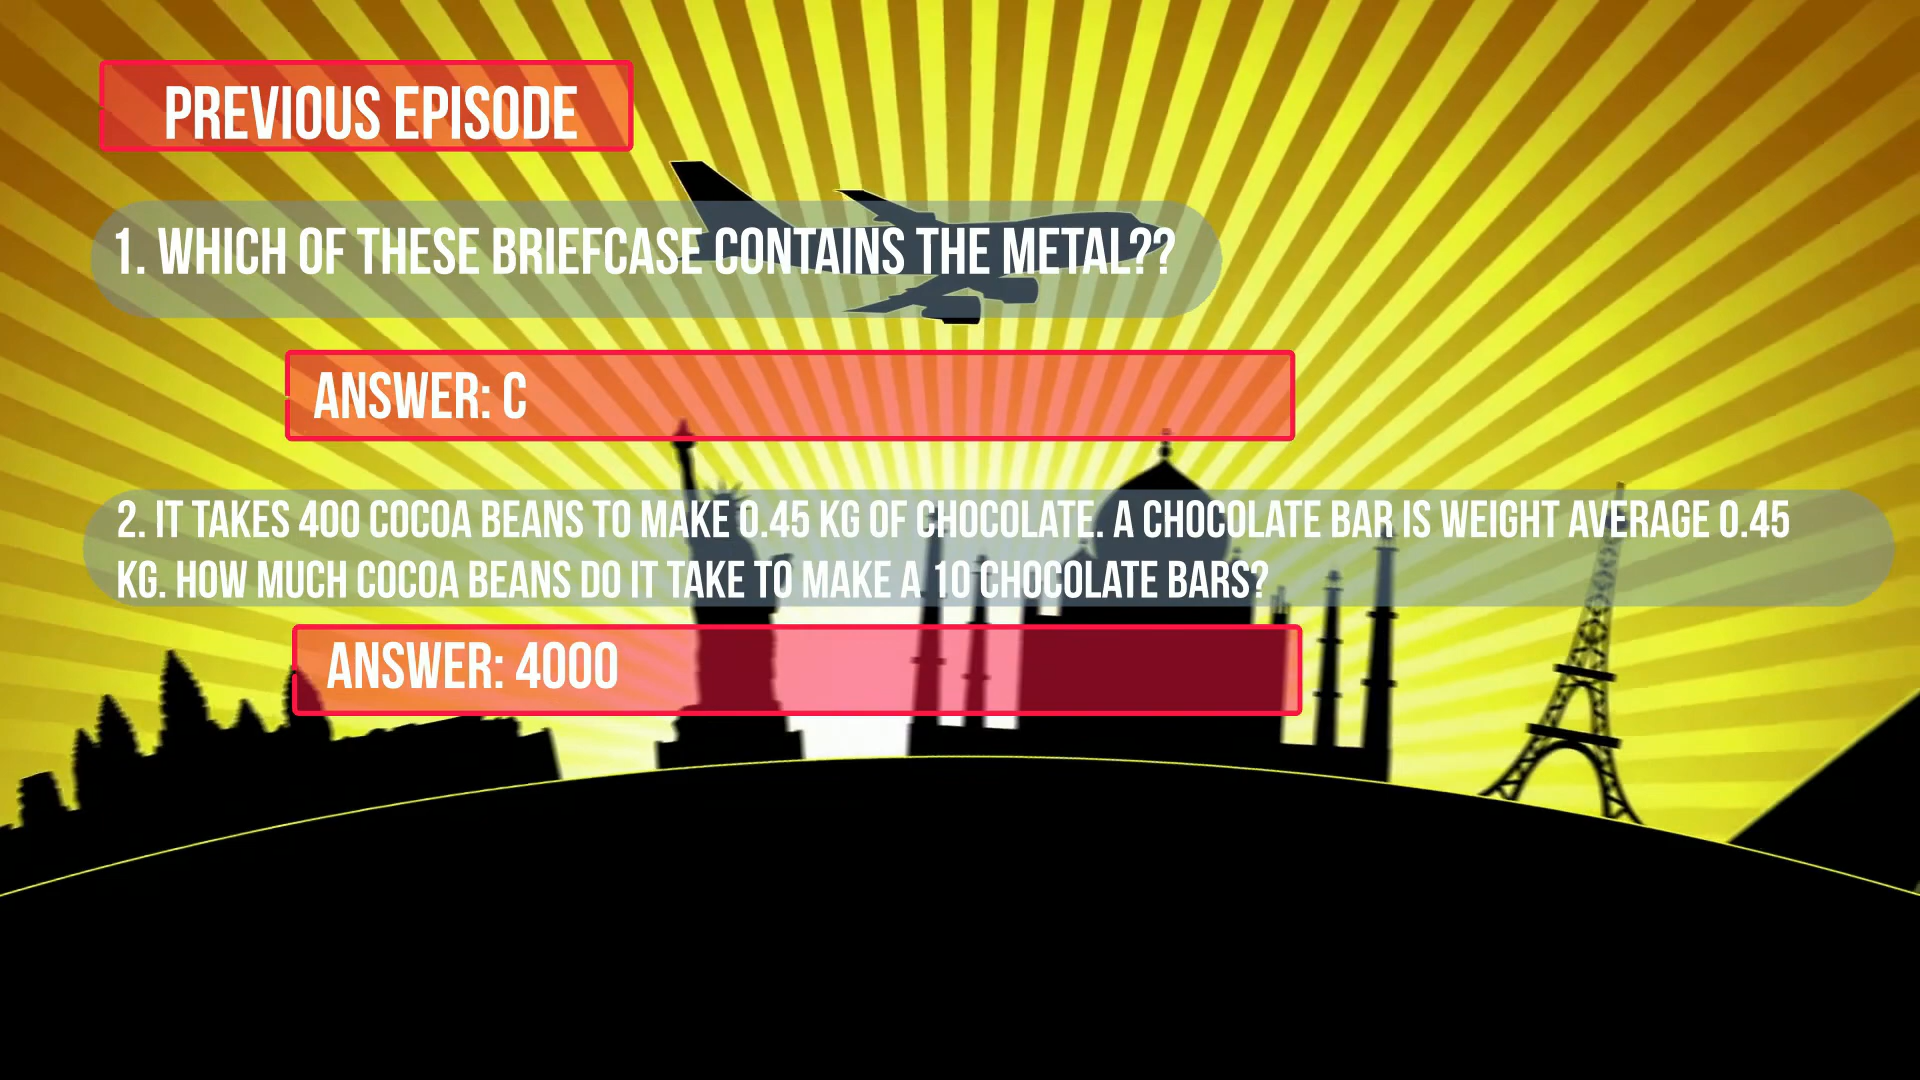 PREVIOUS EPISODE
1. WHICH OF THESE BRIEFCASE CONTAINS THE METAL??
ANSWER: C
2. IT TAKES 400 COCOA BEANS TO MAKE 0.45 KG OF CHOCOLATE. A CHOCOLATE BAR IS WEIGHT AVERAGE 0.45
KG. HOW MUCH COCOA BEANS DO IT TAKE TO MAKE A 10 CHOCOLATE BARS?
ANSWER: 4000